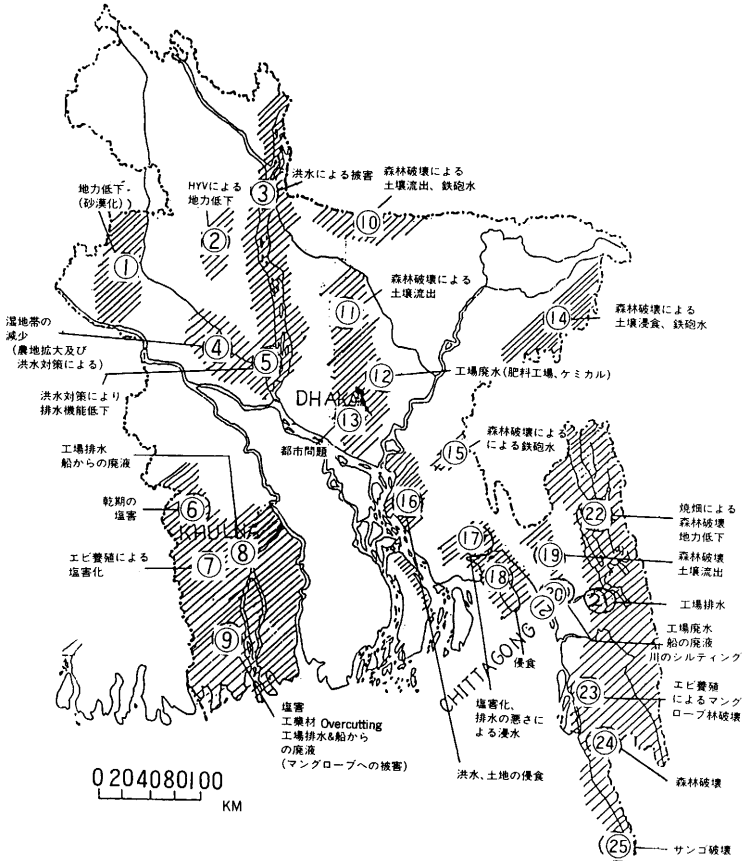 洪水による被害
森林破壊による
土壌流出、鉄砲水
HYVによる
地力低下
地力低下
(砂漠化)
③
⑩
②
①
森林破壊による
土壌流出
⑪
⑭
森林破壊による
土壌浸食、鉄砲水
湿地帯の
減少
(農地拡大及び
洪水対策による)
④
⑤
⑫
工場廃水(肥料工場、ケミカル)
洪水対策により
排水機能低下
DHAKA
⑬
都市問題
森林破壊によ
による鉄砲水
⑮
工場排水
船からの廃液
乾期の
塩害
⑥
⑯
㉒
焼畑による
森林破壊
地力低下
KHULNA
⑰
エビ養殖による
塩害化
⑦
⑧
⑱
⑲
森林破壊
土壌流出
⑳
㉑
工場排水
工場廃水
船の廃液
川のシルティング
⑨
侵食
CHITTAGONG
㉓
エビ養殖
によるマング
ローブ林破壊
塩害
工藥材 Overcutting
工場排水&船から
の廃液
(マングローブへの被害)
塩害化、
排水の悪さに
よる浸水
㉔
森林破壊
洪水、土地の侵食
0 20 40 60 80 100
KM
㉕
サンゴ破壊